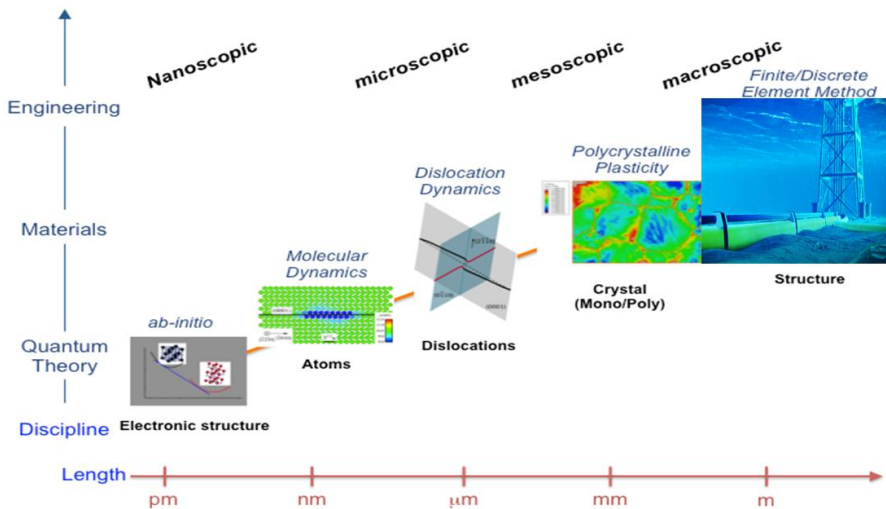 Nanoscopic
microscopic
mesoscopic
macroscopic
Finite/Discrete
Element Method
Engineering
Polycrystalline
Plasticity
Dislocation
Dynamics
Materials
Molecular
Dynamics
Crystal
(Mono/Poly)
Structure
ab-initio
Quantum
Theory
Atoms
Dislocations
Electronic structure
Discipline
Length
pm
nm
μm
mm
m